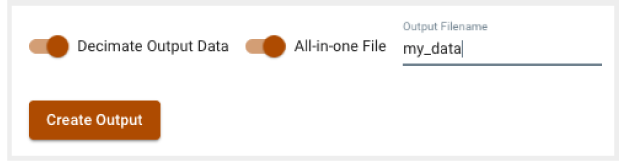 Output Filename
Decimate Output Data All-in-one File my_data
Create Output